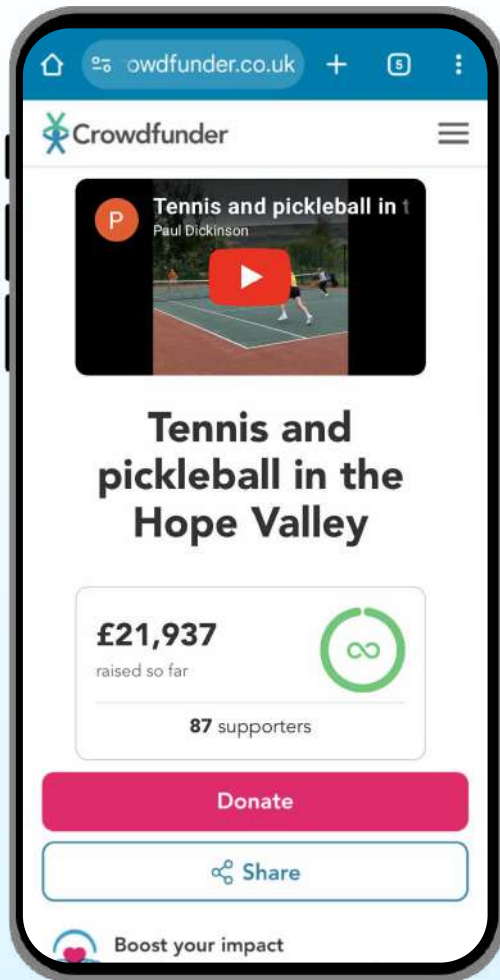 owdfunder.co.uk
5
Crowdfunder
P
Tennis and pickleball in t
Paul Dickinson
Tennis and
pickleball in the
Hope Valley
£21,937
raised so far
87 supporters
Donate
Share
Boost your impact